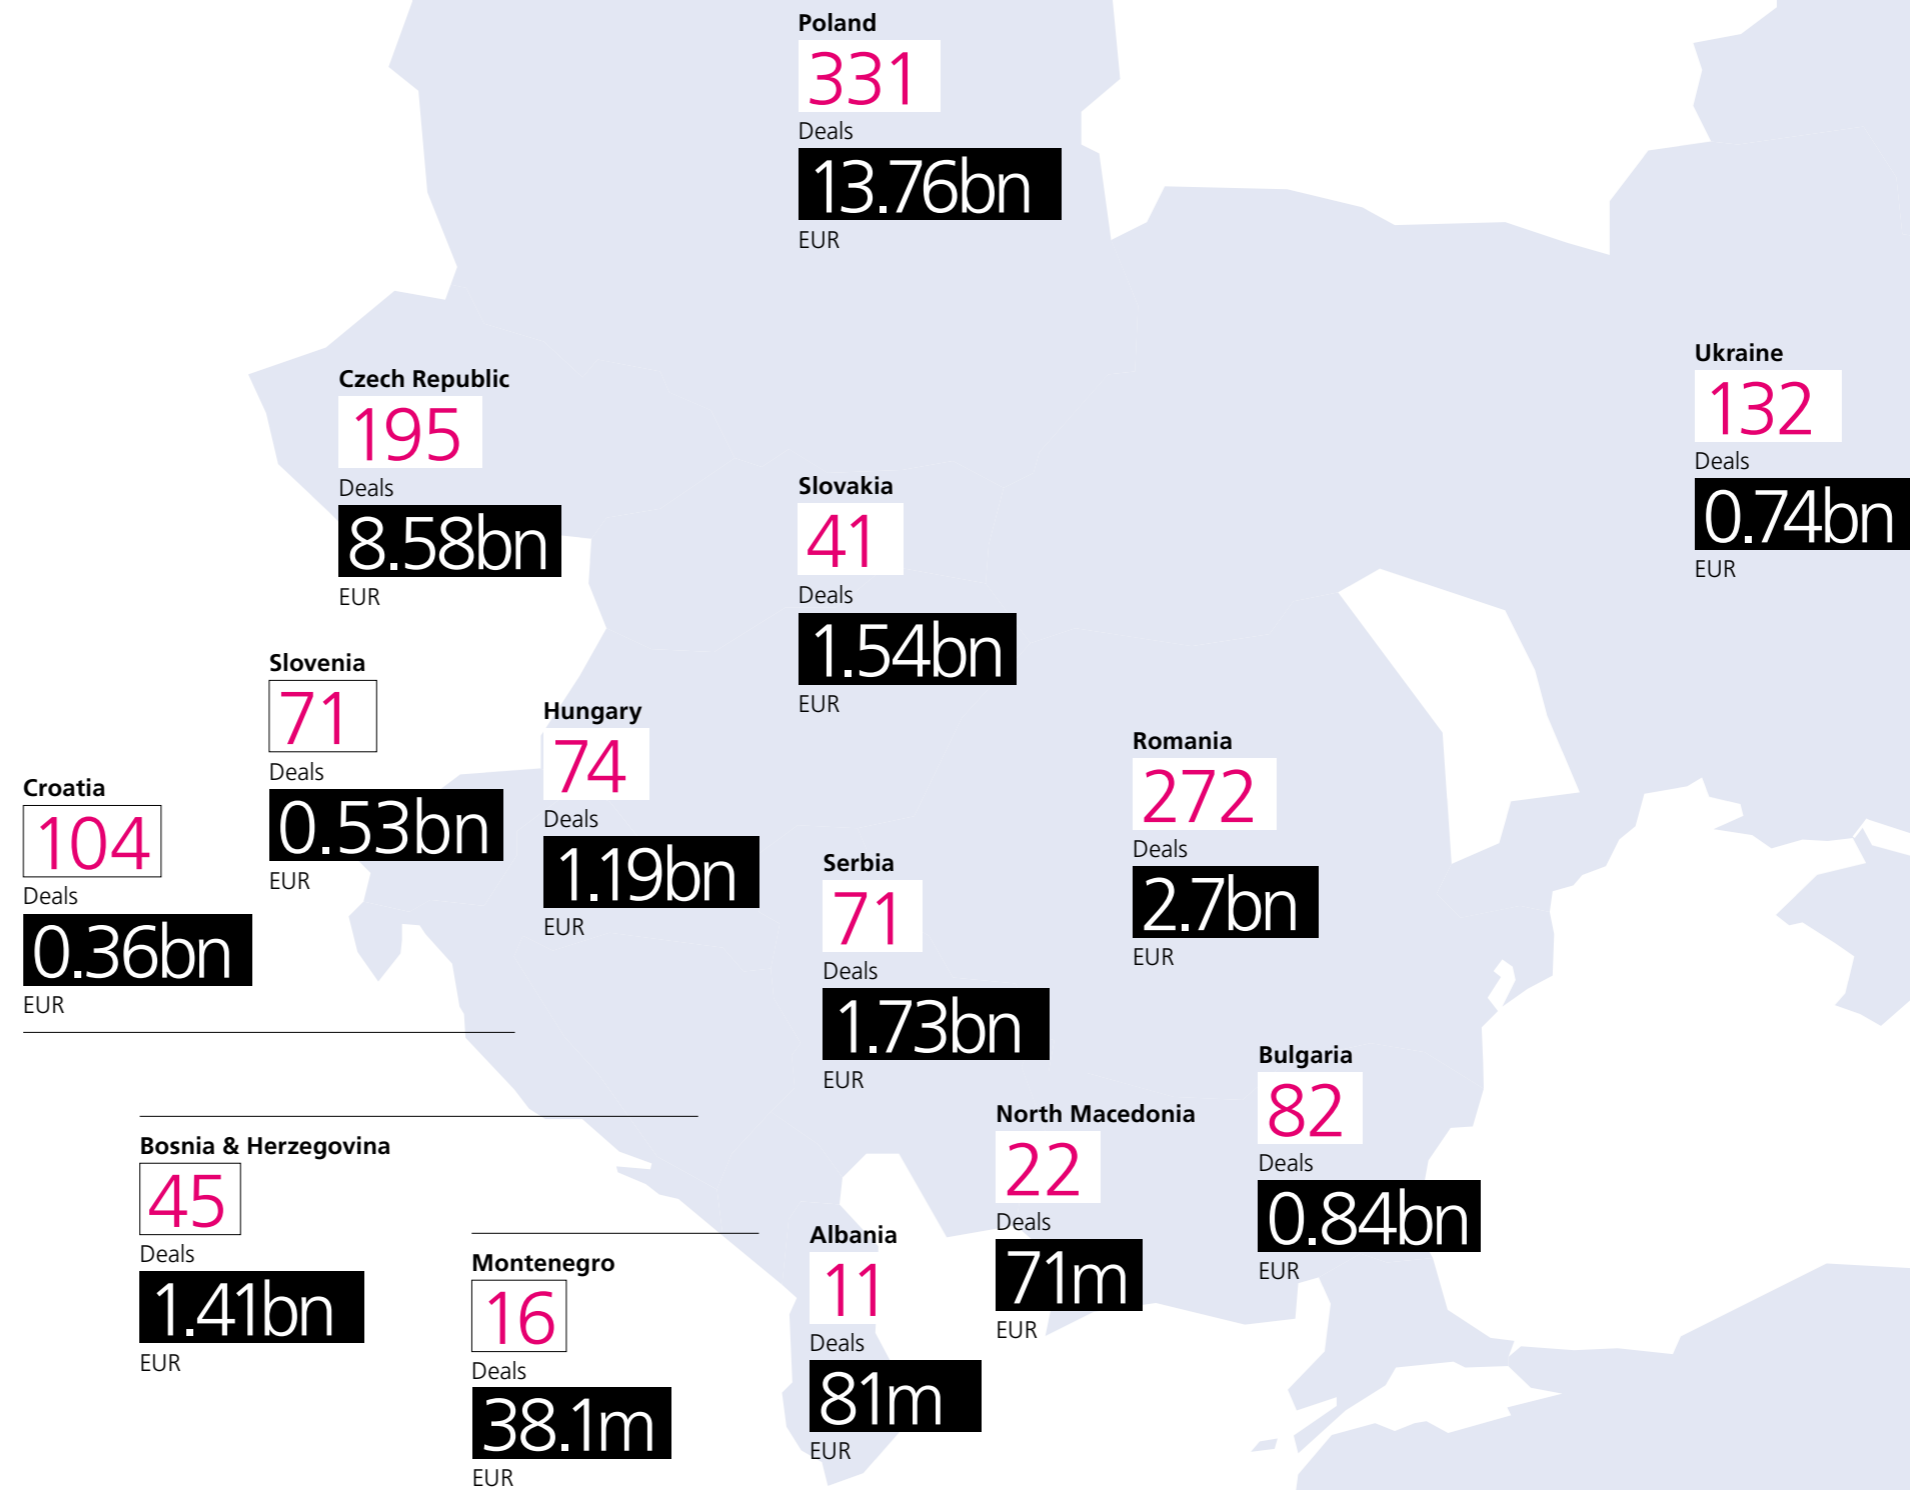 Poland
331
Deals
13.76bn
EUR
Czech Republic
195
Deals
8.58bn
EUR
Ukraine
132
Deals
0.74bn
EUR
Slovakia
41
Deals
1.54bn
EUR
Slovenia
71
Deals
0.53bn
EUR
Hungary
74
Deals
1.19bn
EUR
Romania
272
Deals
2.7bn
EUR
Croatia
104
Deals
0.36bn
EUR
Serbia
71
Deals
1.73bn
EUR
Bulgaria
82
Deals
0.84bn
EUR
North Macedonia
22
Deals
71m
EUR
Bosnia & Herzegovina
45
Deals
1.41bn
EUR
Albania
11
Deals
81m
EUR
Montenegro
16
Deals
38.1m
EUR